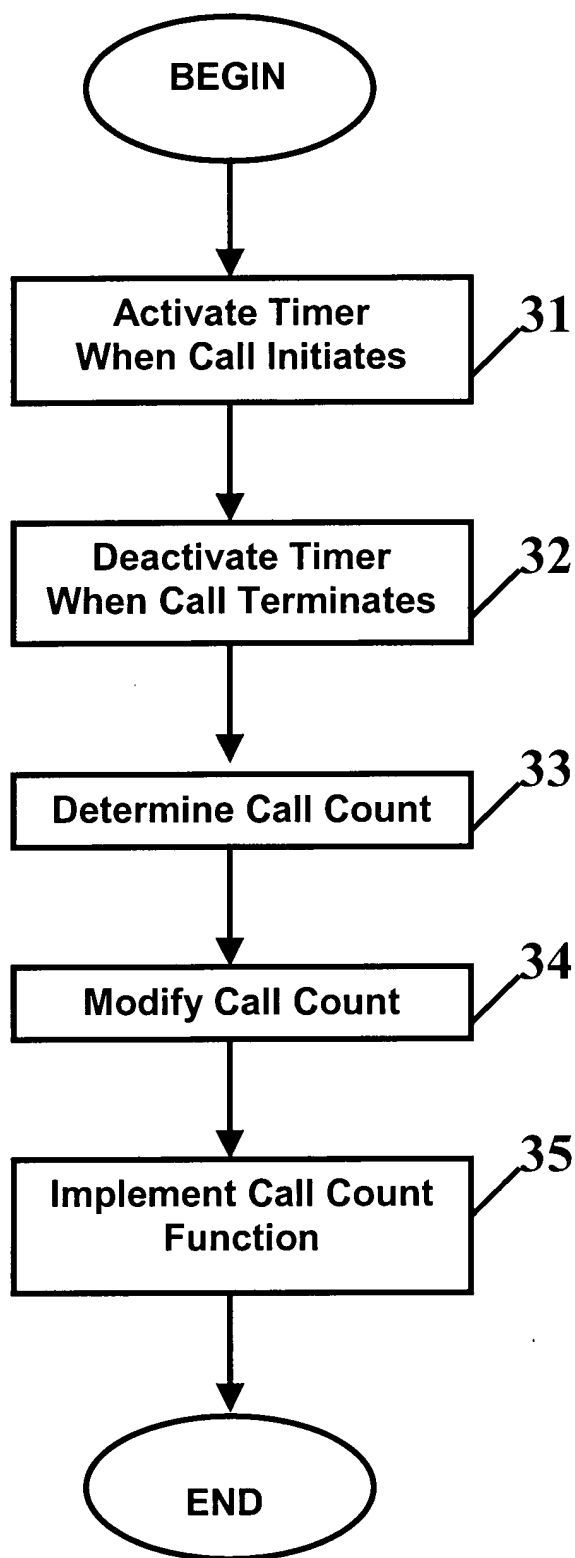 BEGIN
Activate Timer
When Call Initiates
31
Deactivate Timer
When Call Terminates
32
Determine Call Count
33
Modify Call Count
34
Implement Call Count
Function
35
END